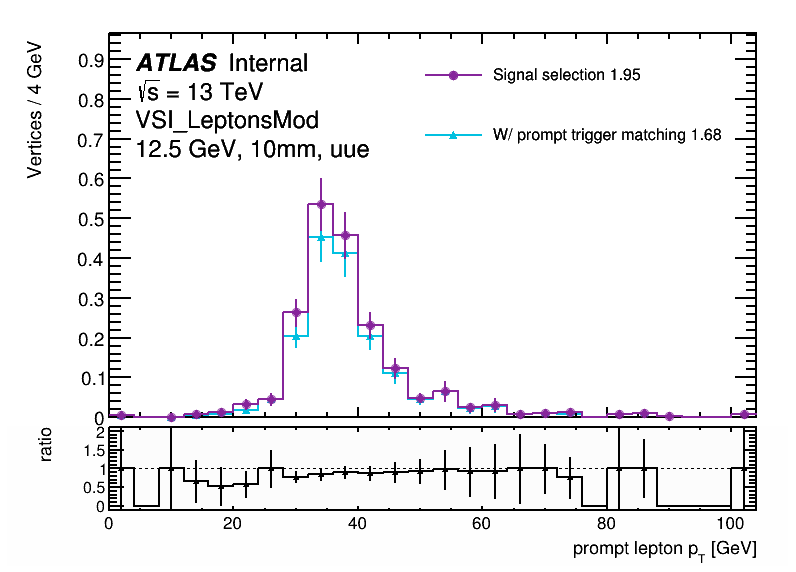 ATLAS Internal
√s = 13 TeV
VSI_LeptonsMod
12.5 GeV, 10mm, uue
Signal selection 1.95
W/ prompt trigger matching 1.68
Vertices / 4 GeV
0.9
0.8
0.7
0.6
0.5
0.4
0.3
0.2
0.1
0
ratio
2
1.5
1
0.5
0
0 20 40 60 80 100
prompt lepton p_T [GeV]